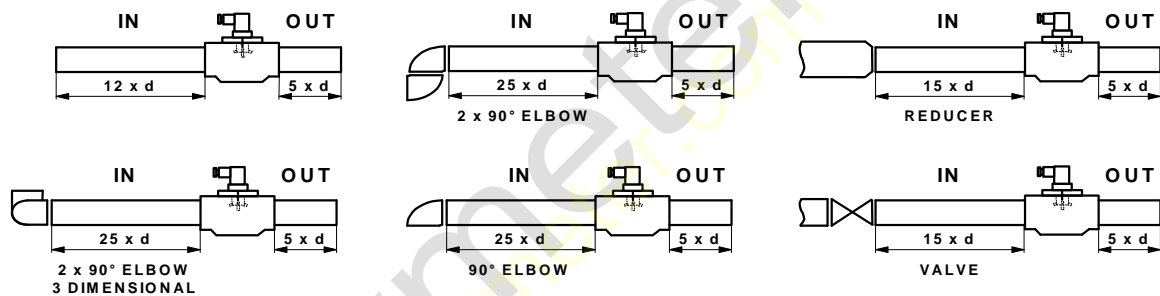 IN OUT
12 x d 5 x d
IN OUT
25 x d 5 x d
2 x 90° ELBOW
IN OUT
15 x d 5 x d
REDUCER
IN OUT
25 x d 5 x d
2 x 90° ELBOW
3 DIMENSIONAL
IN OUT
25 x d 5 x d
90° ELBOW
IN OUT
15 x d 5 x d
VALVE